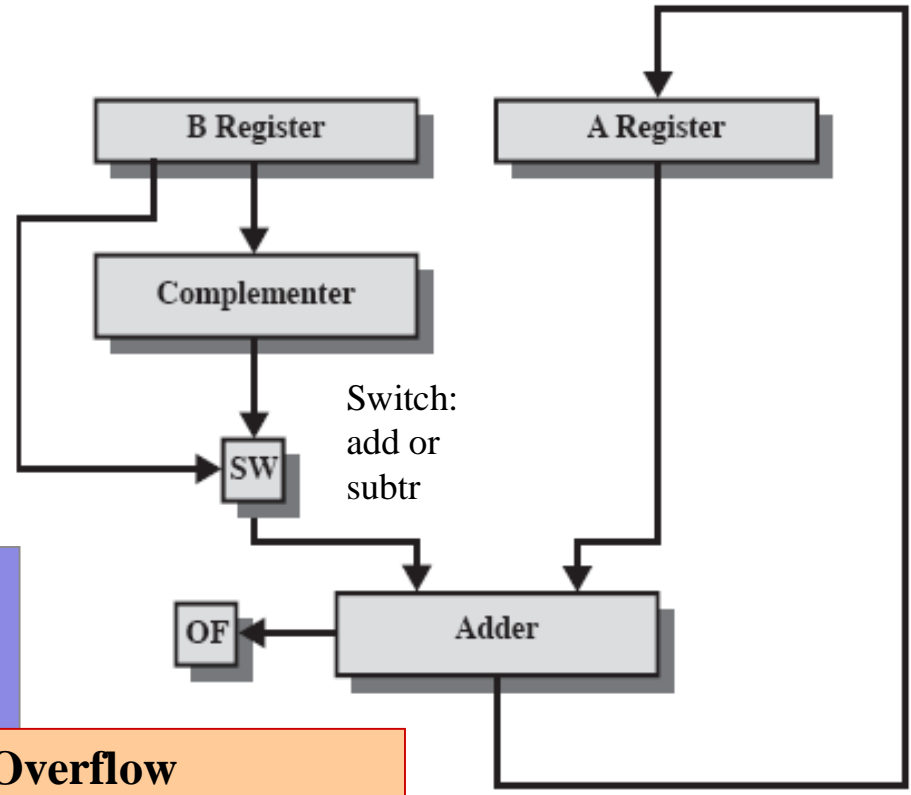 B Register
A Register
Complementer
Switch:
add or
subtr
SW
OF
Adder
Overflow